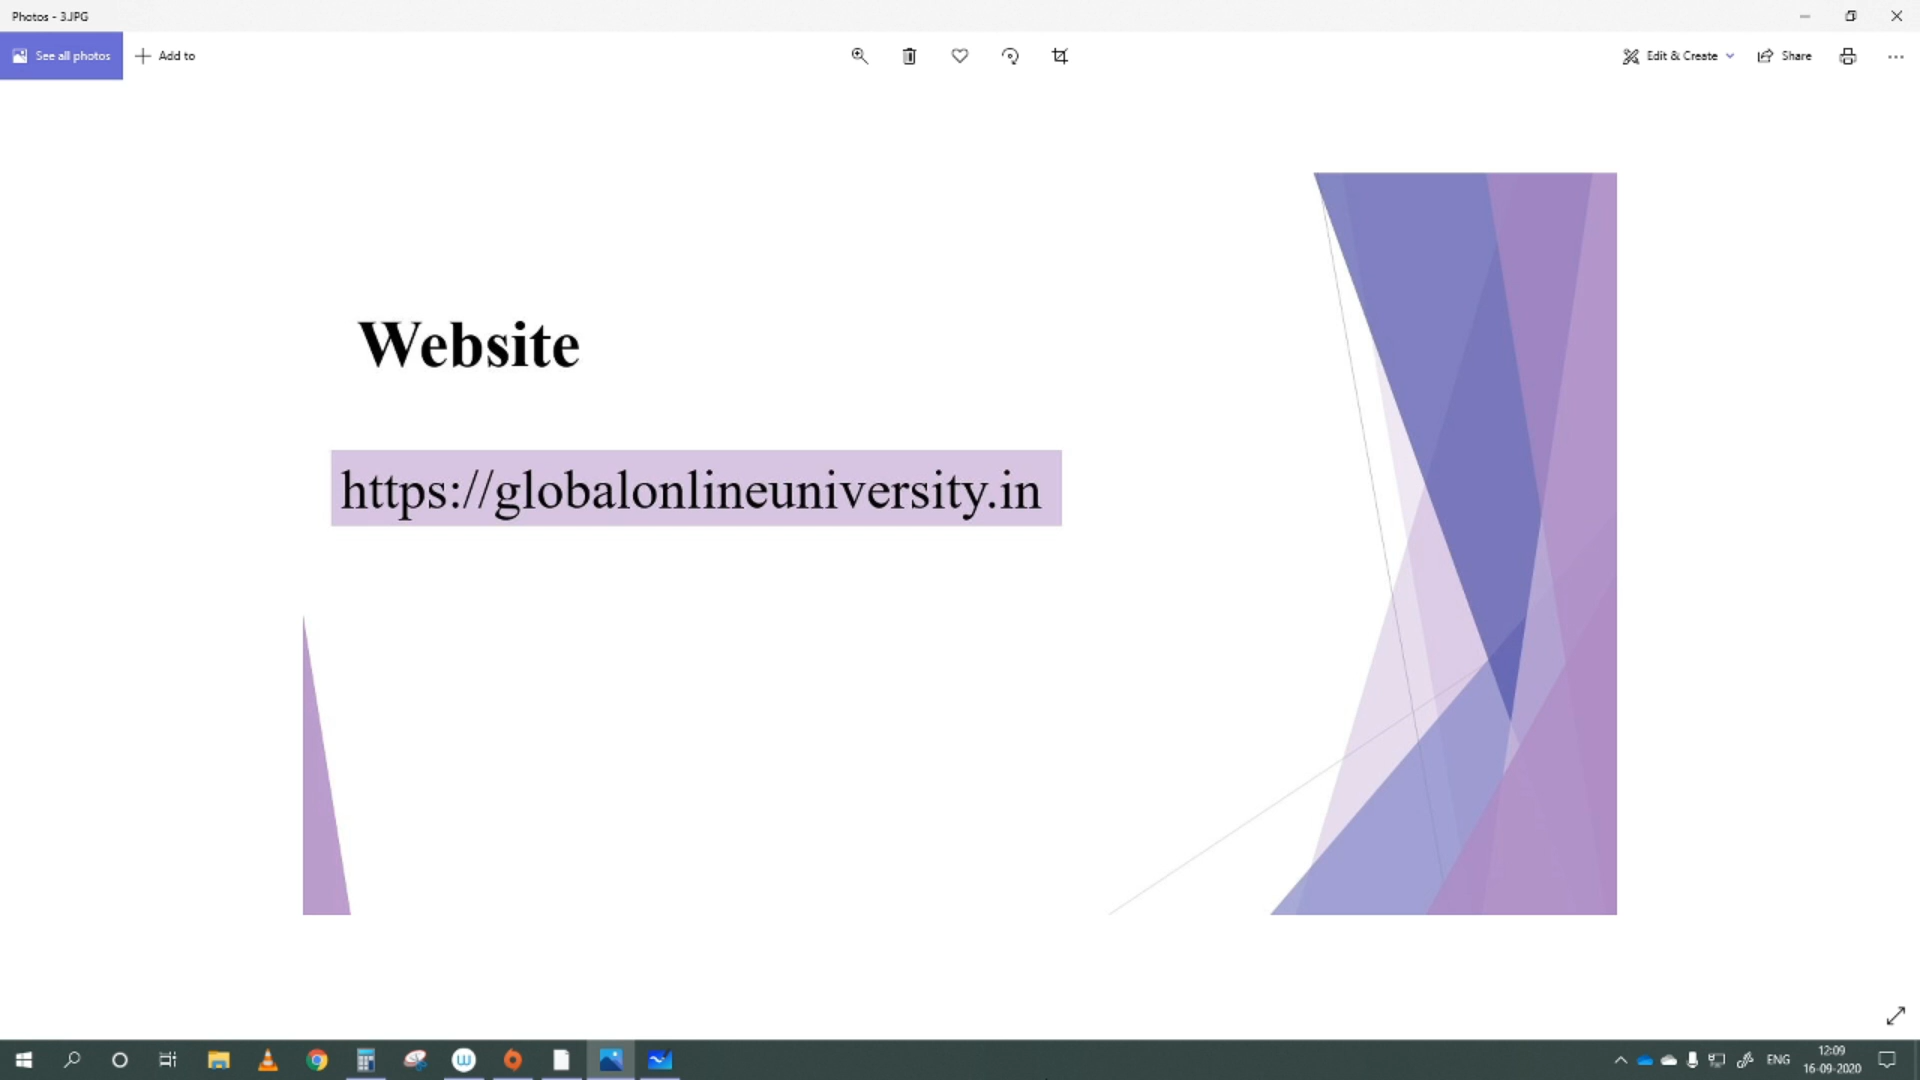 Photos - 3.JPG
See all photos
Add to
Edit & Create
Share
Website
https://globalonlineuniversity.in
ENG
12:09
16-09-2020